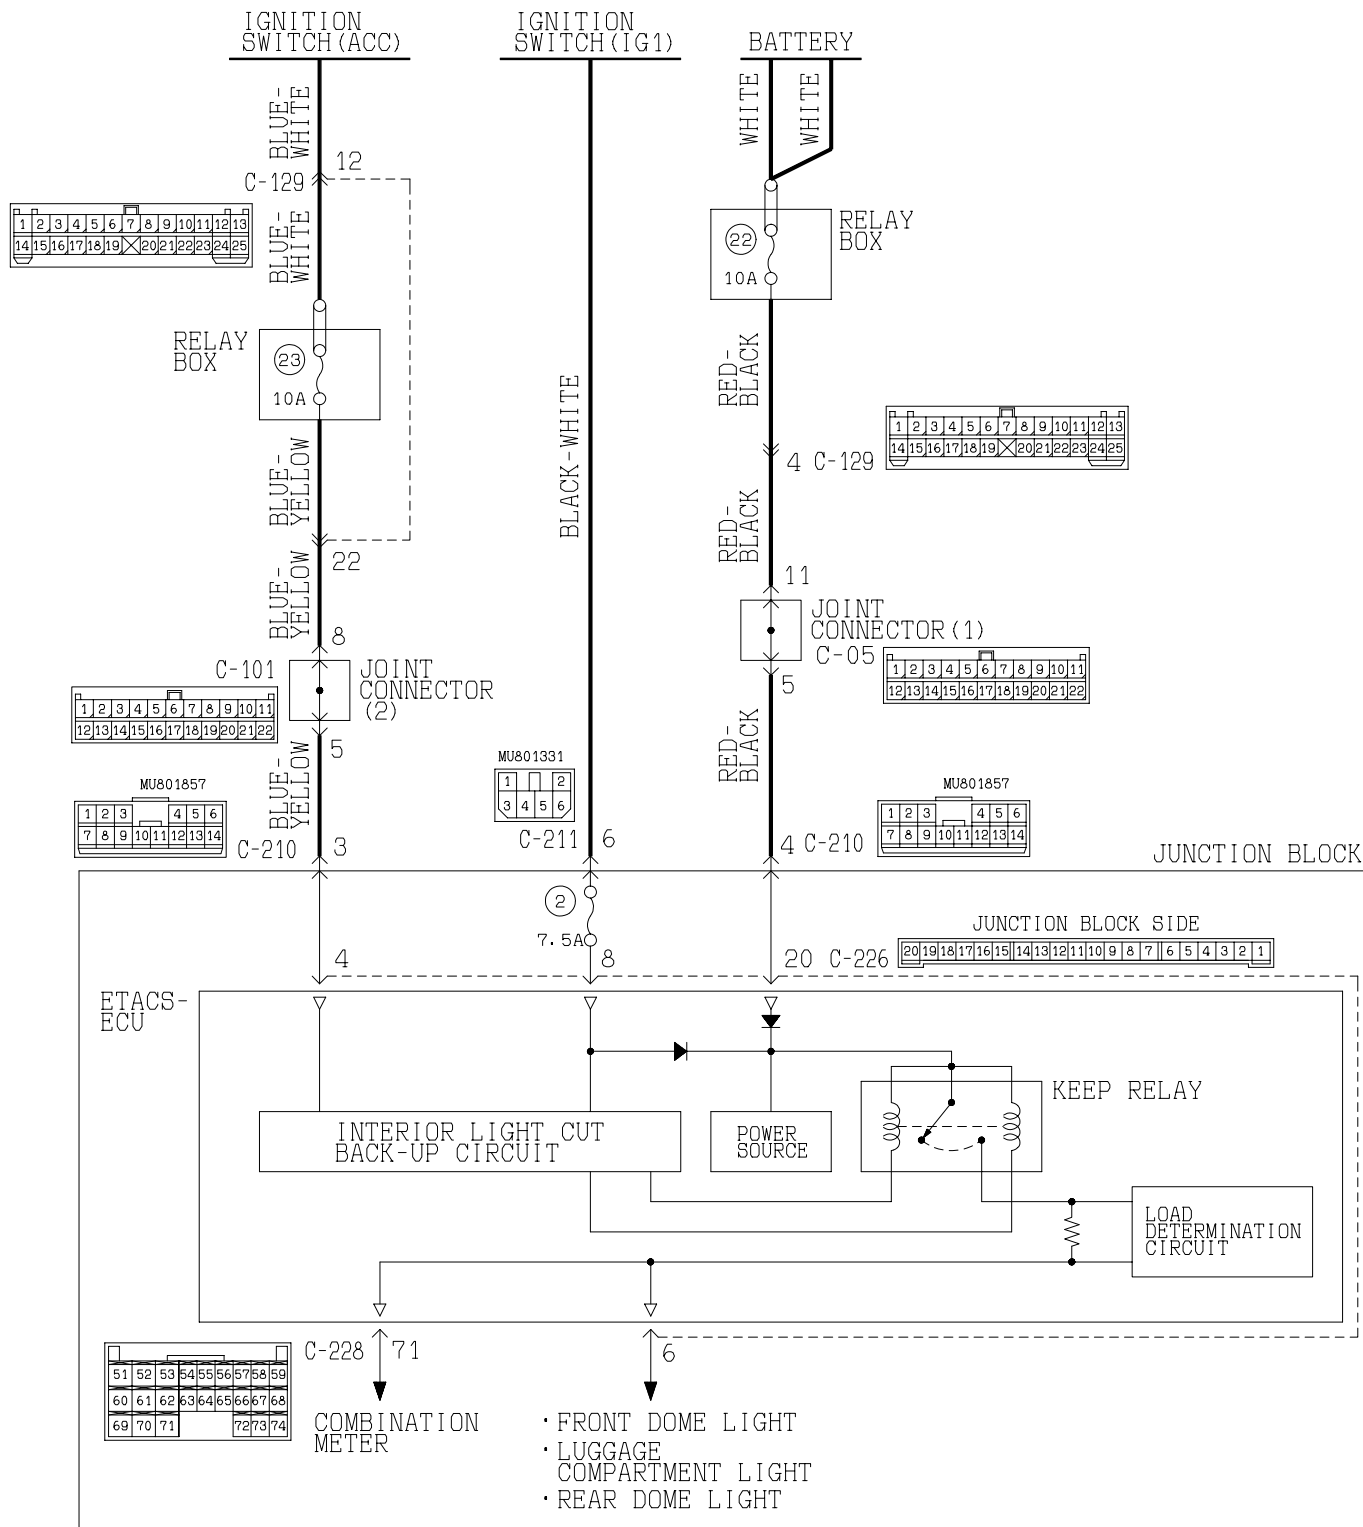 IGNITION
SWITCH(ACC)
IGNITION
SWITCH(IG1)
BATTERY
BLUE-
WHITE
WHITE
WHITE
12
C-129
1 2 3 4 5 6 7 8 9 10 11 12 13
14 15 16 17 18 19 20 21 22 23 24 25
BLUE-
WHITE
22
10A
RELAY
BOX
RELAY
BOX
23
10A
BLACK-WHITE
RED-
BLACK
1 2 3 4 5 6 7 8 9 10 11 12 13
14 15 16 17 18 19 20 21 22 23 24 25
4 C-129
BLUE-
YELLOW
RED-
BLACK
22
BLUE-
YELLOW
11
JOINT
CONNECTOR(1)
C-05
8
C-101
JOINT
CONNECTOR
(2)
1 2 3 4 5 6 7 8 9 10 11
12 13 14 15 16 17 18 19 20 21 22
5
1 2 3 4 5 6 7 8 9 10 11
12 13 14 15 16 17 18 19 20 21 22
5
BLUE-
YELLOW
RED-
BLACK
MU801857
1 2 3 4 5 6
7 8 9 10 11 12 13 14
C-210 3
MU801331
1 2
3 4 5 6
C-211 6
MU801857
1 2 3 4 5 6
7 8 9 10 11 12 13 14
4 C-210
JUNCTION BLOCK
2
7.5A
JUNCTION BLOCK SIDE
20 19 18 17 16 15 14 13 12 11 10 9 8 7 6 5 4 3 2 1
4
8
20 C-226
ETACS-
ECU
KEEP RELAY
INTERIOR LIGHT CUT
BACK-UP CIRCUIT
POWER
SOURCE
LOAD
DETERMINATION
CIRCUIT
C-228 71
6
51 52 53 54 55 56 57 58 59
60 61 62 63 64 65 66 67 68
69 70 71 72 73 74
COMBINATION
METER
・FRONT DOME LIGHT
・LUGGAGE
COMPARTMENT LIGHT
・REAR DOME LIGHT